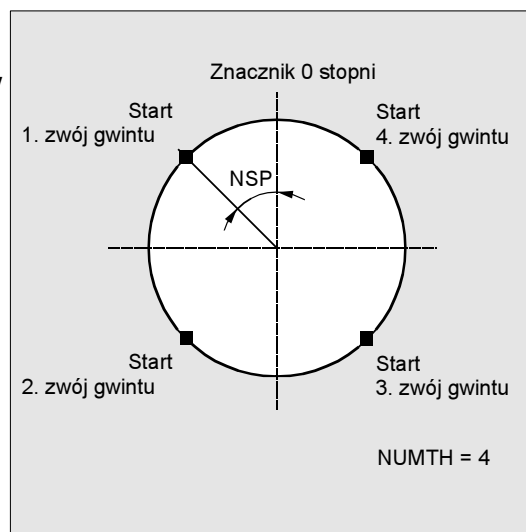 Znacznik 0 stopni
Start
1. zwój gwintu
Start
4. zwój gwintu
NSP
Start
2. zwój gwintu
Start
3. zwój gwintu
NUMTH = 4